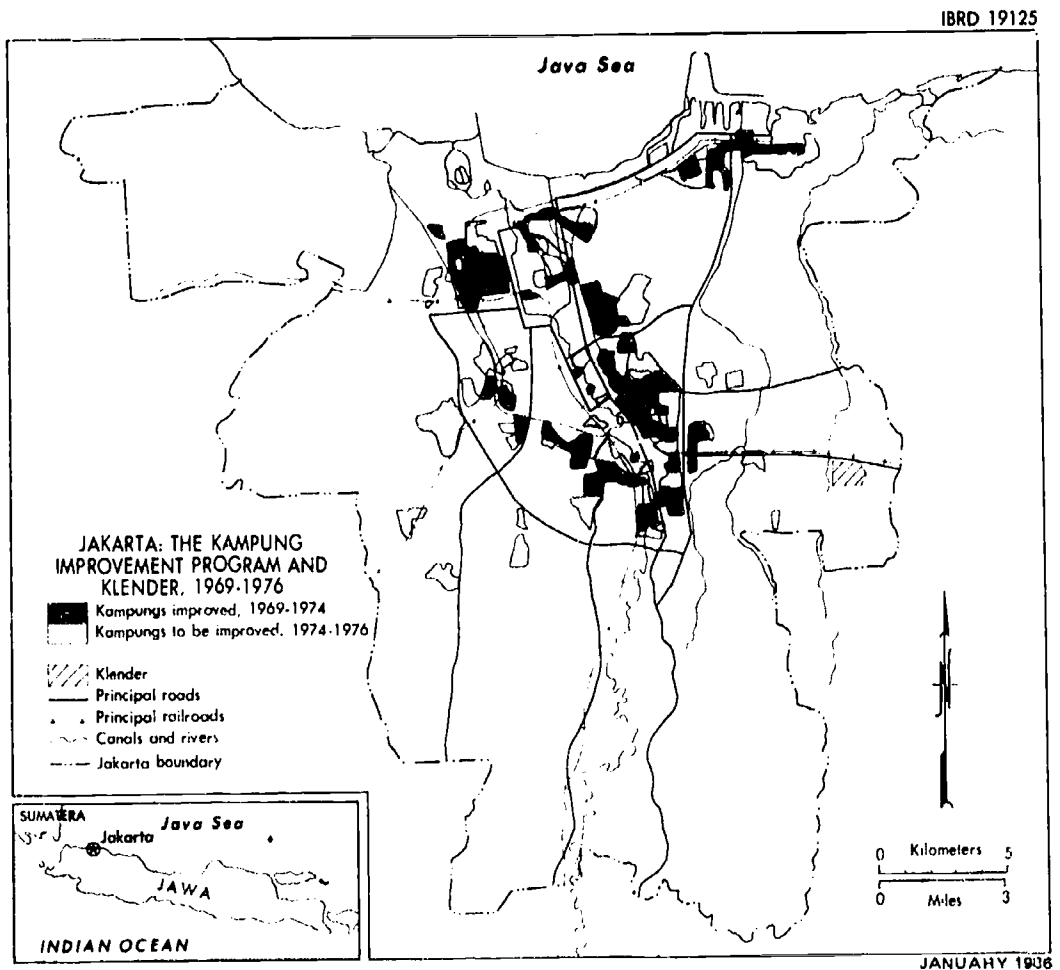 IBRD 19125
Java Sea
JAKARTA: THE KAMPUNG
IMPROVEMENT PROGRAM AND
KLENDER, 1969-1976
Kampungs improved, 1969-1974
Kampungs to be improved, 1974-1976
Klender
Principal roads
Principal railroads
Canals and rivers
Jakarta boundary
SUMATERA
Java Sea
Jakarta
JAWA
INDIAN OCEAN
0 Kilometers 5
0 Miles 3
JANUARY 1986